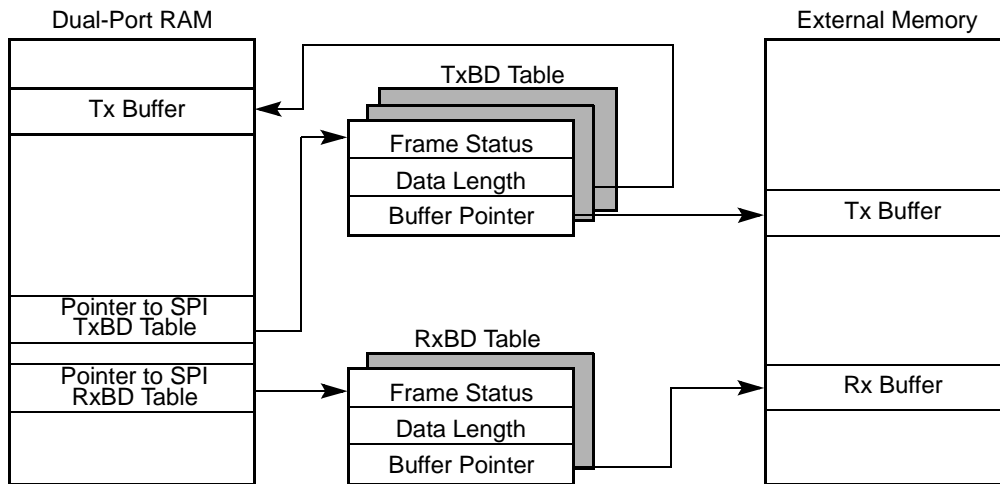 Dual-Port RAM
External Memory
TxBD Table
Tx Buffer
Frame Status
Data Length
Buffer Pointer
Tx Buffer
Pointer to SPI
TxBD Table
RxBD Table
Pointer to SPI
RxBD Table
Frame Status
Data Length
Buffer Pointer
Rx Buffer